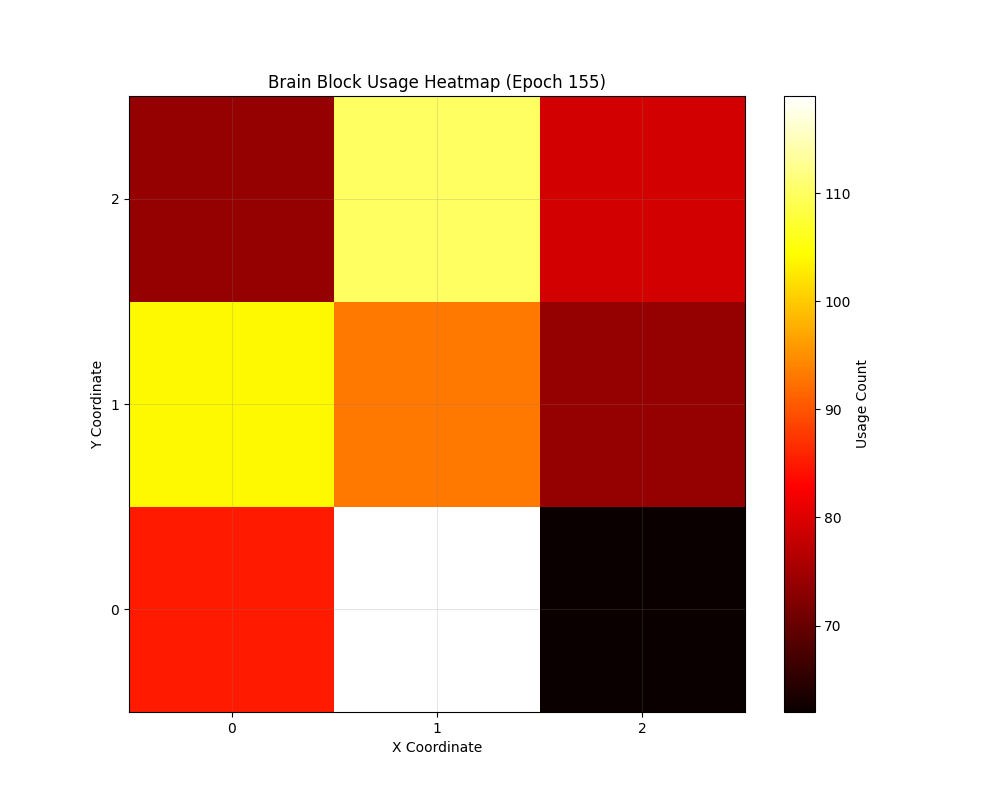 Brain Block Usage Heatmap (Epoch 155)
2
1
0
Y Coordinate
0 1 2
X Coordinate
110
100
90
80
70
Usage Count